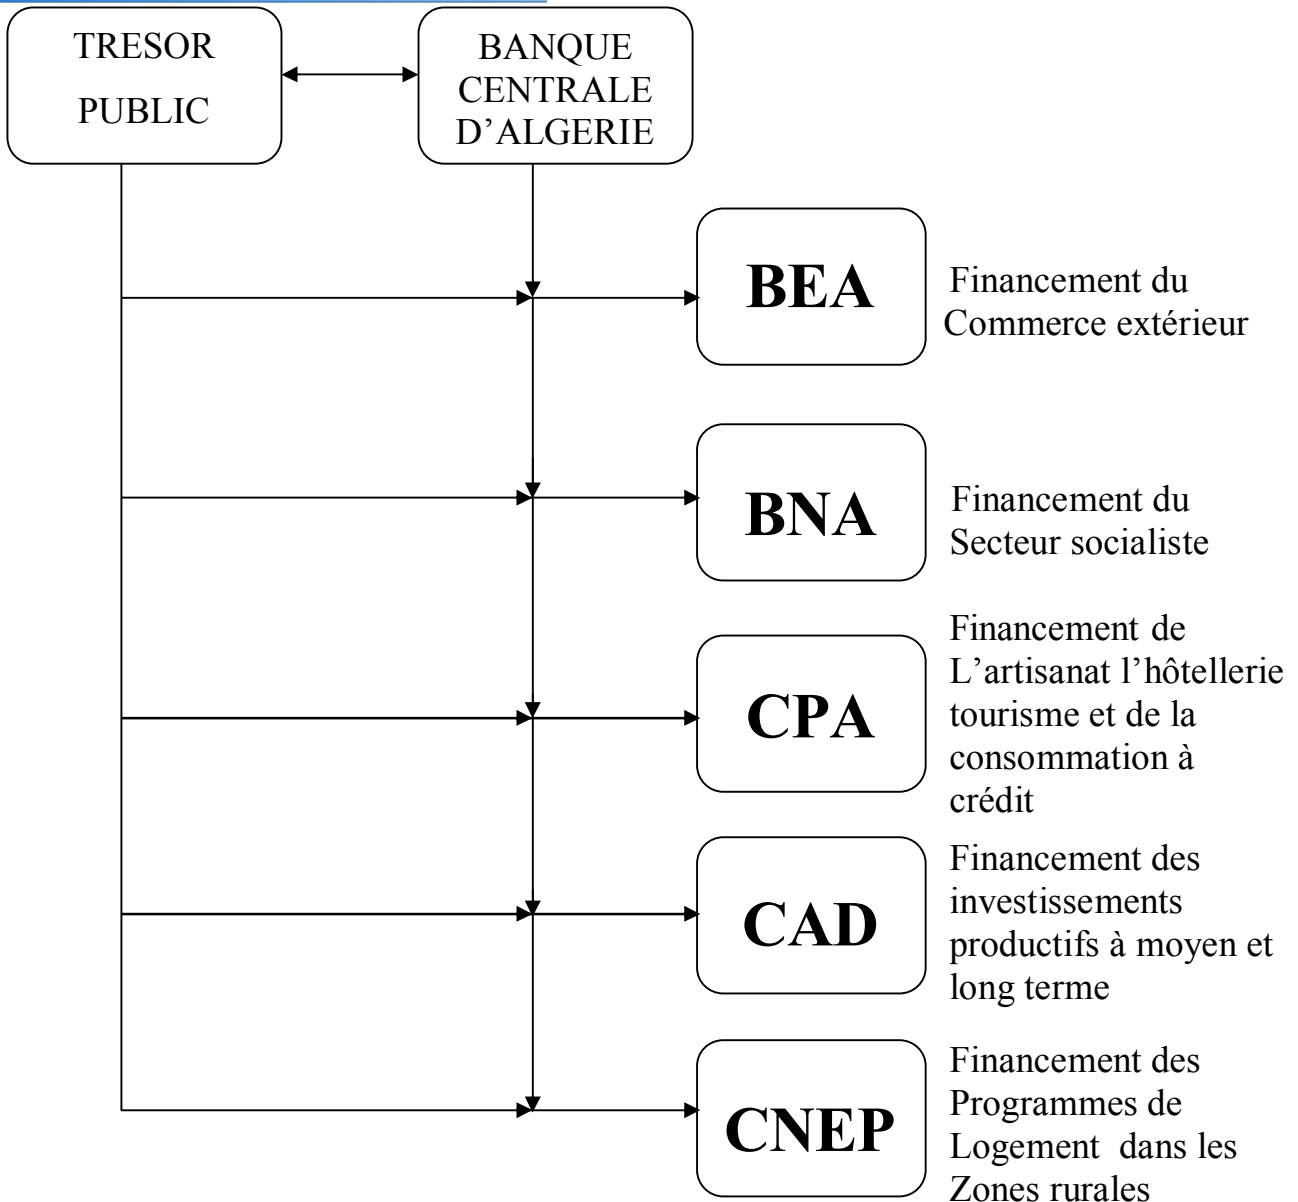 TRESOR
PUBLIC
BANQUE
CENTRALE
D’ALGERIE
BEA
Financement du
Commerce extérieur
BNA
Financement du
Secteur socialiste
CPA
Financement de
L’artisanat l’hôtellerie
tourisme et de la
consommation à
crédit
CAD
Financement des
investissements
productifs à moyen et
long terme
CNEP
Financement des
Programmes de
Logement dans les
Zones rurales